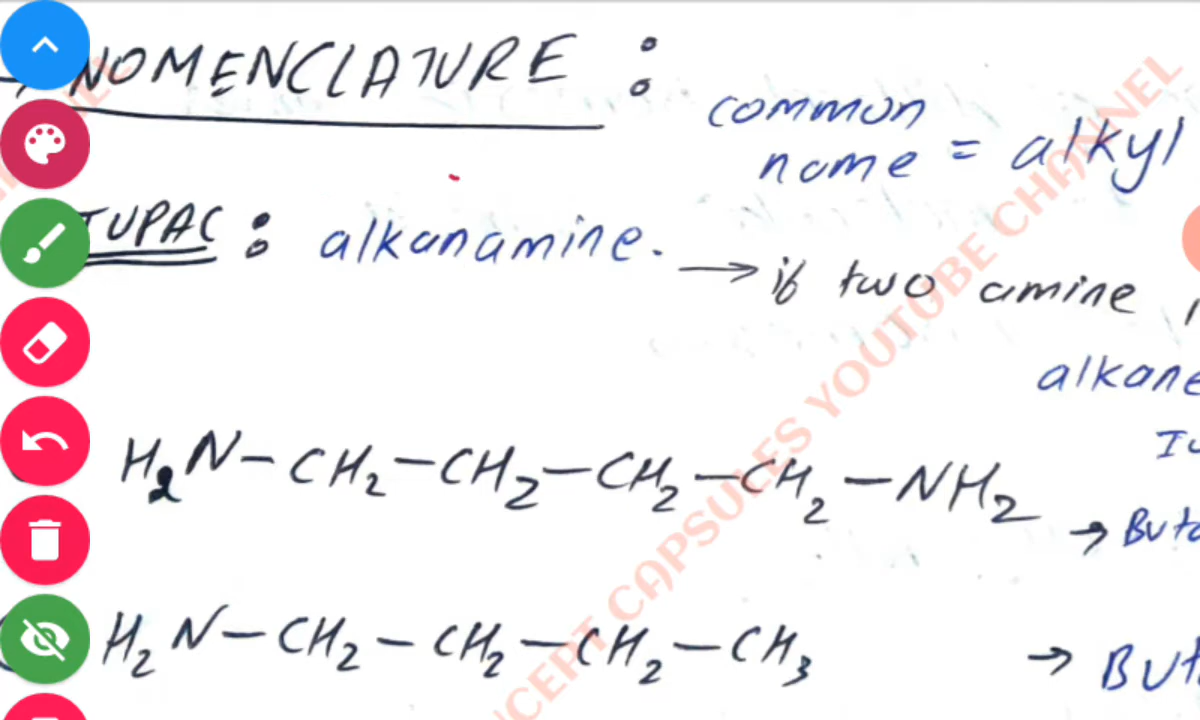 NOMENCLATURE :
common
name = alkyl
IUPAC : alkanamine.
→ if two amine
alkane
H₂N-CH₂-CH₂-CH₂-CH₂-NH₂
→ Buta
H₂N-CH₂-CH₂-CH₂-CH₃
→ But
NCEPT CAPSULES YOUTUBE CHANNEL